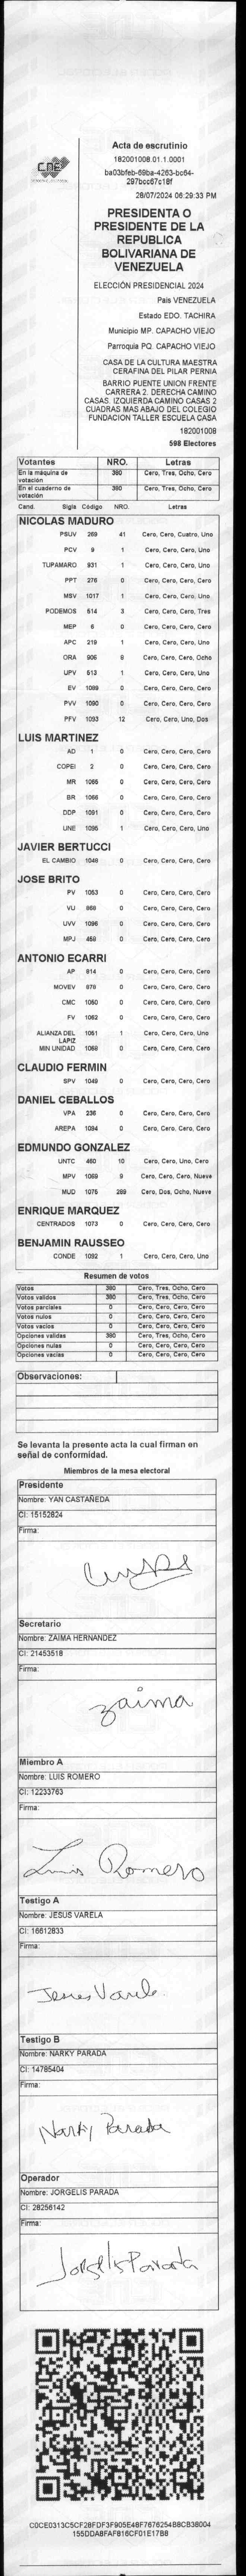 CNE
Acta de escrutinio
182001008.01.1.0001
ba03bfeb-69ba-4263-bc64-
297bcc67c18f
28/07/2024 06:29:33 PM
PRESIDENTA O
PRESIDENTE DE LA
REPUBLICA
BOLIVARIANA DE
VENEZUELA
ELECCIÓN PRESIDENCIAL 2024
País VENEZUELA
Estado EDO. TACHIRA
Municipio MP. CAPACHO VIEJO
Parroquia PQ. CAPACHO VIEJO
CASA DE LA CULTURA MAESTRA
CERAFINA DEL PILAR PERNIA
BARRIO PUENTE UNION FRENTE
CARRERA 2. DERECHA CAMINO
CASAS. IZQUIERDA CAMINO CASAS 2
CUADRAS MAS ABAJO DEL COLEGIO
FUNDACION TALLER ESCUELA CASA
182001008
598 Electores
Votantes NRO. Letras
En la máquina de votación 380 Cero, Tres, Ocho, Cero
En el cuaderno de votación 380 Cero, Tres, Ocho, Cero
Cand. Sigla Código NRO. Letras
NICOLAS MADURO
PSUV 269 41 Cero, Cero, Cuatro, Uno
PCV 9 1 Cero, Cero, Cero, Uno
TUPAMARO 931 1 Cero, Cero, Cero, Uno
PPT 276 0 Cero, Cero, Cero, Cero
MSV 1017 1 Cero, Cero, Cero, Uno
PODEMOS 514 3 Cero, Cero, Cero, Tres
MEP 6 0 Cero, Cero, Cero, Cero
APC 219 1 Cero, Cero, Cero, Uno
ORA 906 8 Cero, Cero, Cero, Ocho
UPV 513 1 Cero, Cero, Cero, Uno
EV 1089 0 Cero, Cero, Cero, Cero
PVV 1090 0 Cero, Cero, Cero, Cero
PFV 1093 12 Cero, Cero, Uno, Dos
LUIS MARTINEZ
AD 1 0 Cero, Cero, Cero, Cero
COPEI 2 0 Cero, Cero, Cero, Cero
MR 1065 0 Cero, Cero, Cero, Cero
BR 1066 0 Cero, Cero, Cero, Cero
DDP 1091 0 Cero, Cero, Cero, Cero
UNE 1095 1 Cero, Cero, Cero, Uno
JAVIER BERTUCCI
EL CAMBIO 1048 0 Cero, Cero, Cero, Cero
JOSE BRITO
PV 1053 0 Cero, Cero, Cero, Cero
VU 868 0 Cero, Cero, Cero, Cero
UVV 1096 0 Cero, Cero, Cero, Cero
MPJ 458 0 Cero, Cero, Cero, Cero
ANTONIO ECARRI
AP 814 0 Cero, Cero, Cero, Cero
MOVEV 878 0 Cero, Cero, Cero, Cero
CMC 1050 0 Cero, Cero, Cero, Cero
FV 1062 0 Cero, Cero, Cero, Cero
ALIANZA DEL LAPIZ 1051 1 Cero, Cero, Cero, Uno
MIN UNIDAD 1068 0 Cero, Cero, Cero, Cero
CLAUDIO FERMIN
SPV 1049 0 Cero, Cero, Cero, Cero
DANIEL CEBALLOS
VPA 236 0 Cero, Cero, Cero, Cero
AREPA 1094 0 Cero, Cero, Cero, Cero
EDMUNDO GONZALEZ
UNTC 460 10 Cero, Cero, Uno, Cero
MPV 1069 9 Cero, Cero, Cero, Nueve
MUD 1075 289 Cero, Dos, Ocho, Nueve
ENRIQUE MARQUEZ
CENTRADOS 1073 0 Cero, Cero, Cero, Cero
BENJAMIN RAUSSEO
CONDE 1092 1 Cero, Cero, Cero, Uno
Resumen de votos
Votos 380 Cero, Tres, Ocho, Cero
Votos validos 380 Cero, Tres, Ocho, Cero
Votos parciales 0 Cero, Cero, Cero, Cero
Votos nulos 0 Cero, Cero, Cero, Cero
Votos vacios 0 Cero, Cero, Cero, Cero
Opciones validas 380 Cero, Tres, Ocho, Cero
Opciones nulas 0 Cero, Cero, Cero, Cero
Opciones vacias 0 Cero, Cero, Cero, Cero
Observaciones:
Se levanta la presente acta la cual firman en
señal de conformidad.
Miembros de la mesa electoral
Presidente
Nombre: YAN CASTAÑEDA
CI: 15152824
Firma:
Secretario
Nombre: ZAIMA HERNANDEZ
CI: 21453518
Firma:
zaima
Miembro A
Nombre: LUIS ROMERO
CI: 12233763
Firma:
Luis Romero
Testigo A
Nombre: JESUS VARELA
CI: 16612833
Firma:
Jesus Varela
Testigo B
Nombre: NARKY PARADA
CI: 14785404
Firma:
Narky Parada
Operador
Nombre: JORGELIS PARADA
CI: 28256142
Firma:
Jorgelis Parada
C0CE0313C5CF28FDF3F905E48F7676254B8CB38004
155DDA8FAF816CF01E17B8